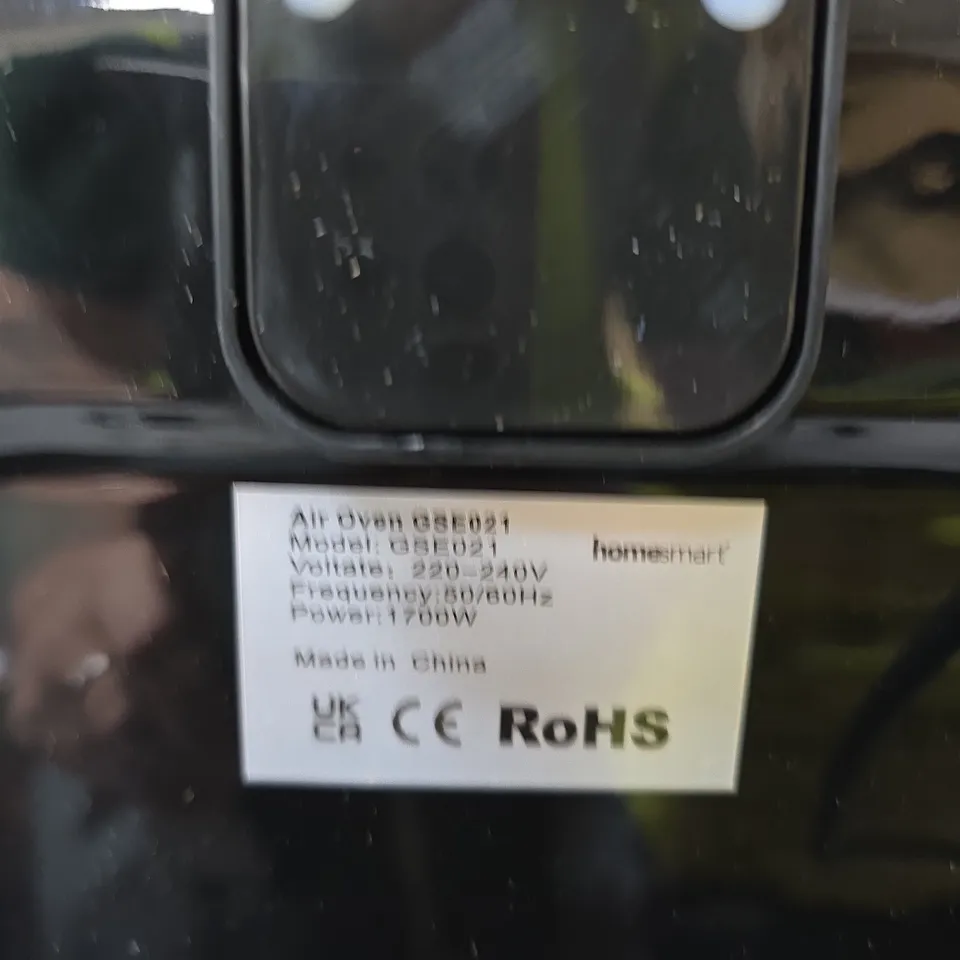 Air Oven GSE021
Model: GSE021
homesmart
Voltate: 220-240V
Frequency:50/60Hz
Power:1700W
Made in China
UK
CA
CE
RoHS